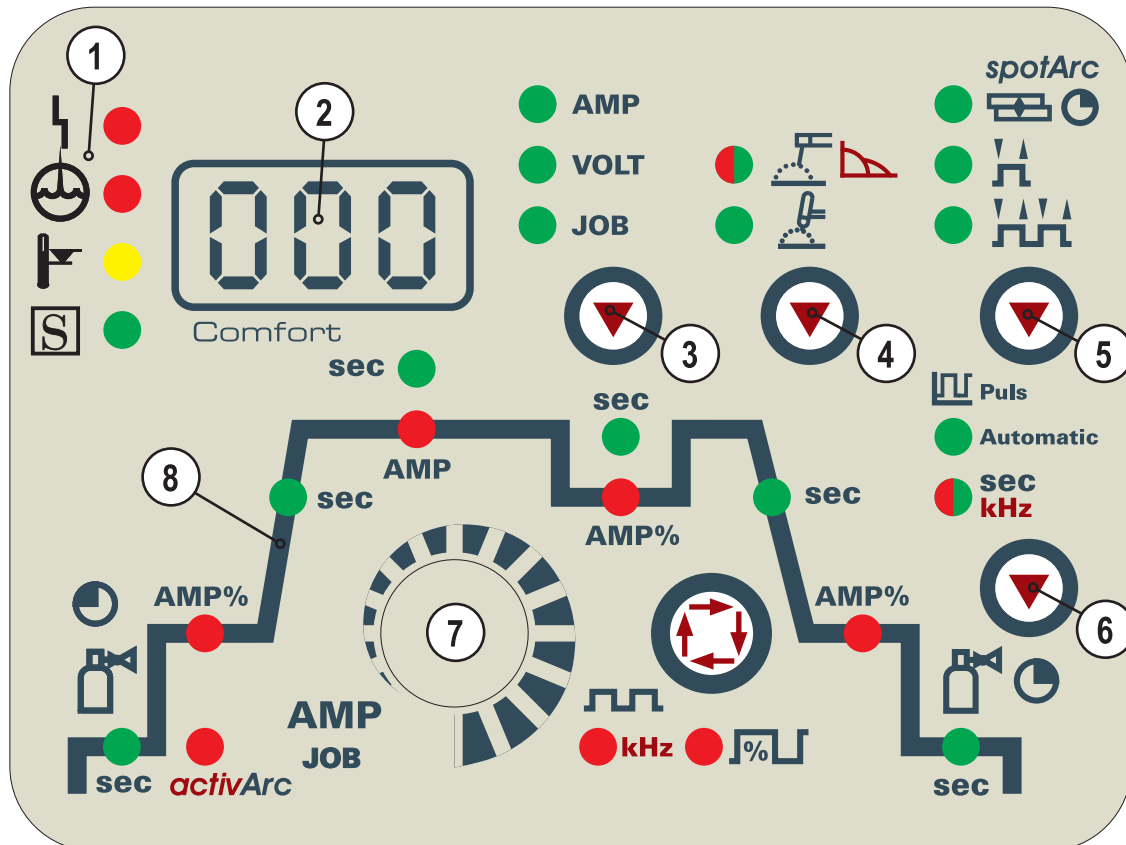 1
2
000
Comfort
S
AMP
VOLT
JOB
spotArc
3
4
5
Puls
Automatic
sec
kHz
6
sec
AMP
sec
AMP%
8
sec
sec
AMP%
AMP%
7
AMP
JOB
kHz
%
sec
activArc
sec